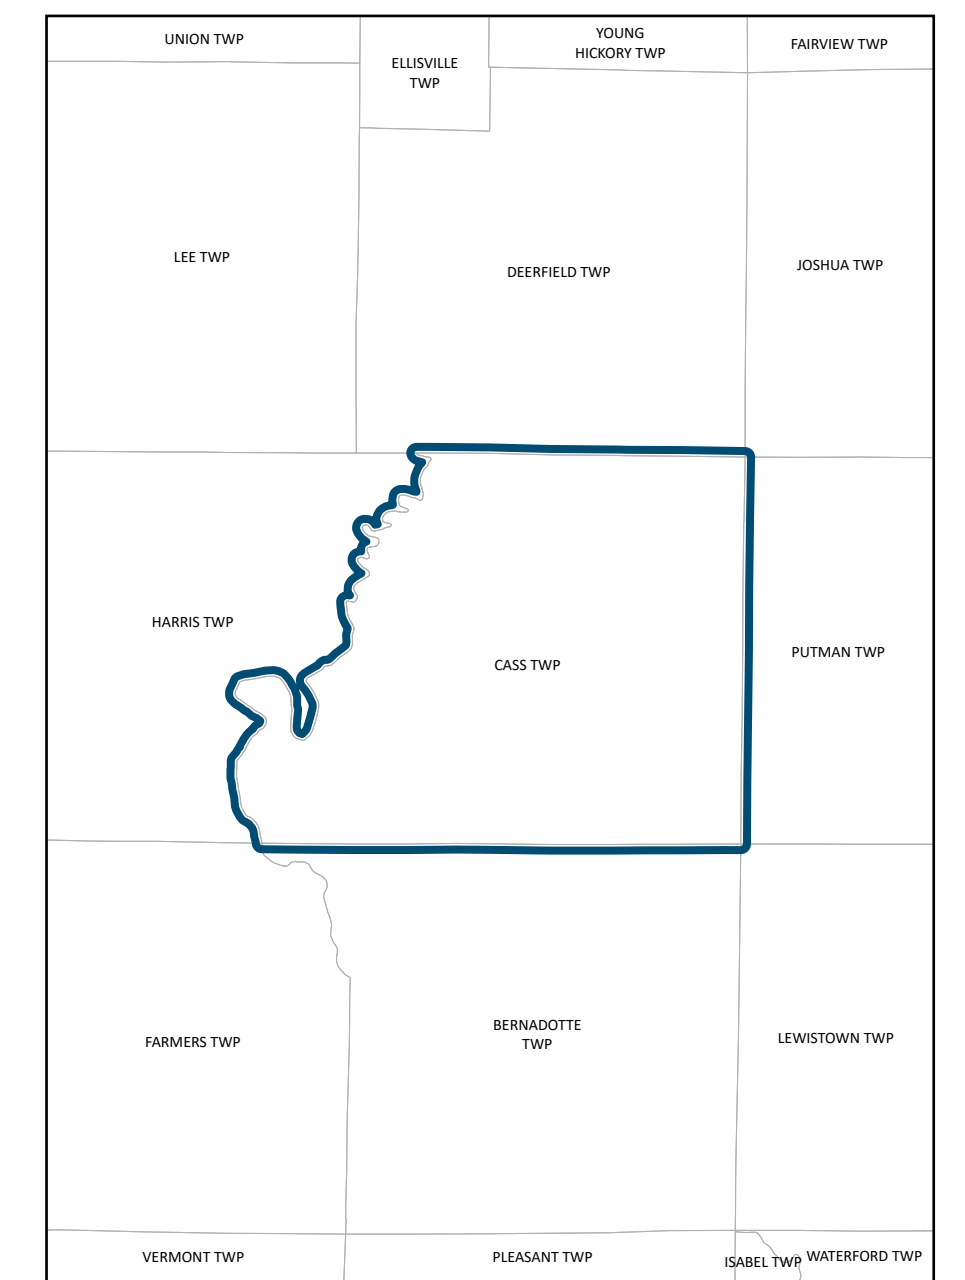 UNION TWP
YOUNG
HICKORY TWP
FAIRVIEW TWP
ELLISVILLE
TWP
LEE TWP
DEERFIELD TWP
JOSHUA TWP
HARRIS TWP
CASS TWP
PUTMAN TWP
FARMERS TWP
BERNADOTTE
TWP
LEWISTOWN TWP
VERMONT TWP
PLEASANT TWP
ISABEL TWP
WATERFORD TWP